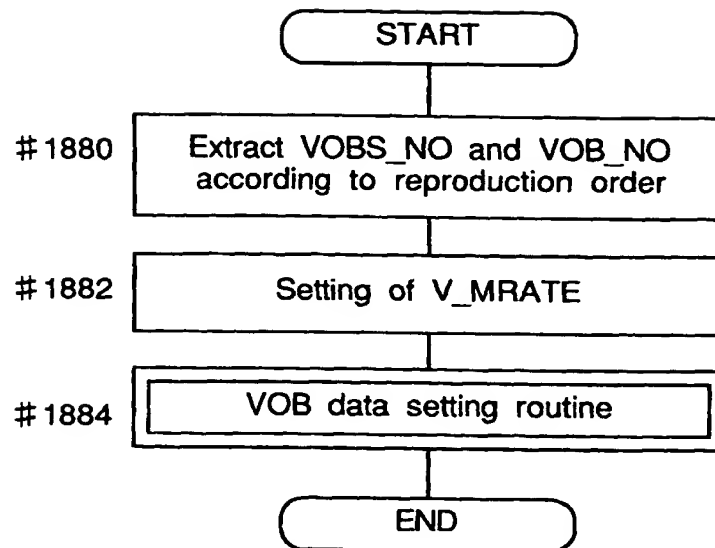 START
#1880
Extract VOBS_NO and VOB_NO
according to reproduction order
#1882
Setting of V_MRATE
#1884
VOB data setting routine
END